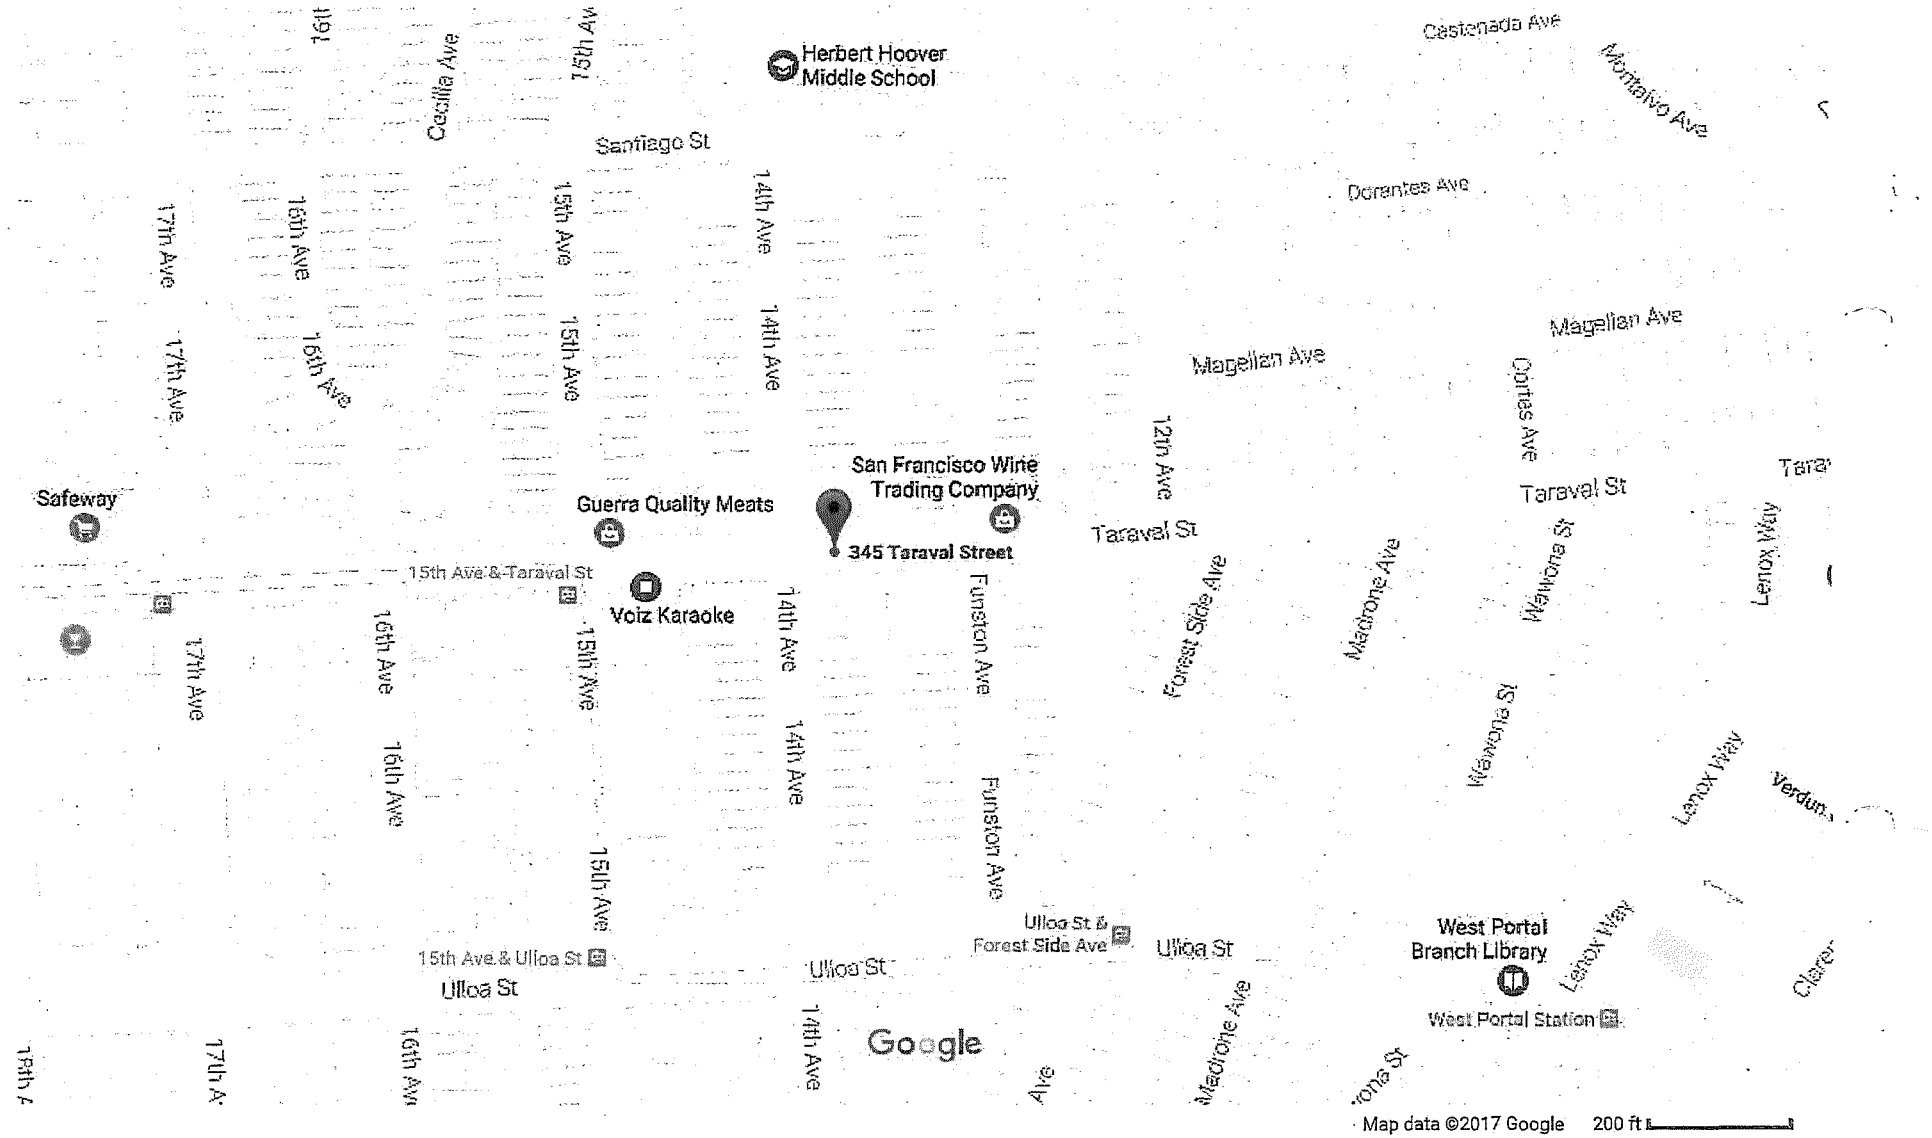 Castenada Ave
15th Av
Cecilia Ave
Herbert Hoover
Middle School
Montalvo Ave
Santiago St
Dorantes Ave
17th Ave
16th Ave
15th Ave
14th Ave
17th Ave
16th Ave
15th Ave
14th Ave
Magellan Ave
Magellan Ave
Cortes Ave
12th Ave
San Francisco Wine
Trading Company
Safeway
Guerra Quality Meats
345 Taraval Street
Taraval St
Taraval St
Tara
15th Ave & Taraval St
Voiz Karaoke
17th Ave
16th Ave
15th Ave
14th Ave
Funston Ave
Forest Side Ave
Madrone Ave
Wawona St
Lenox Way
16th Ave
14th Ave
Wawona St
Lenox Way
Verdun
15th Ave
Funston Ave
Ulloa St &
Forest Side Ave
Ulloa St
West Portal
Branch Library
Lenox Way
Clarer
15th Ave & Ulloa St
Ulloa St
Ulloa St
West Portal Station
18th A
17th A
16th Ave
14th Ave
Google
Ave
Madrone Ave
ona St
Map data ©2017 Google 200 ft